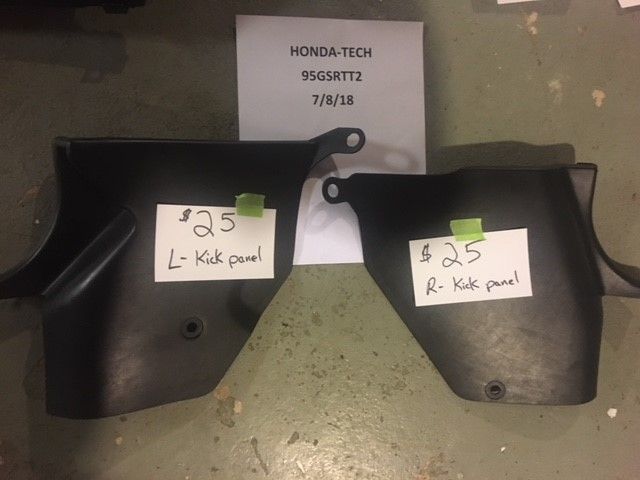 HONDA-TECH
95GSRTT2
7/8/18
$25
L- Kick panel
$25
R- Kick panel